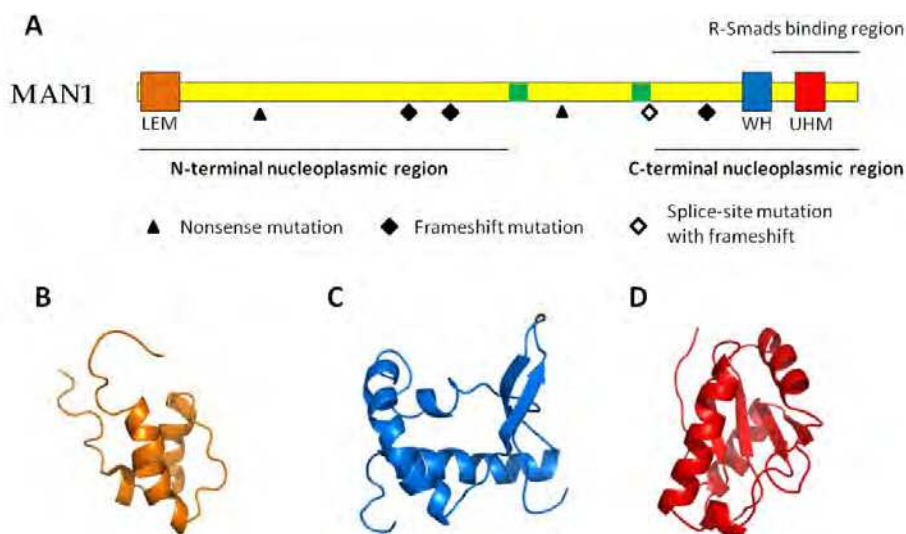 A
R-Smads binding region
MAN1
LEM
WH
UHM
N-terminal nucleoplasmic region
C-terminal nucleoplasmic region
Nonsense mutation
Frameshift mutation
Splice-site mutation
with frameshift
B
C
D